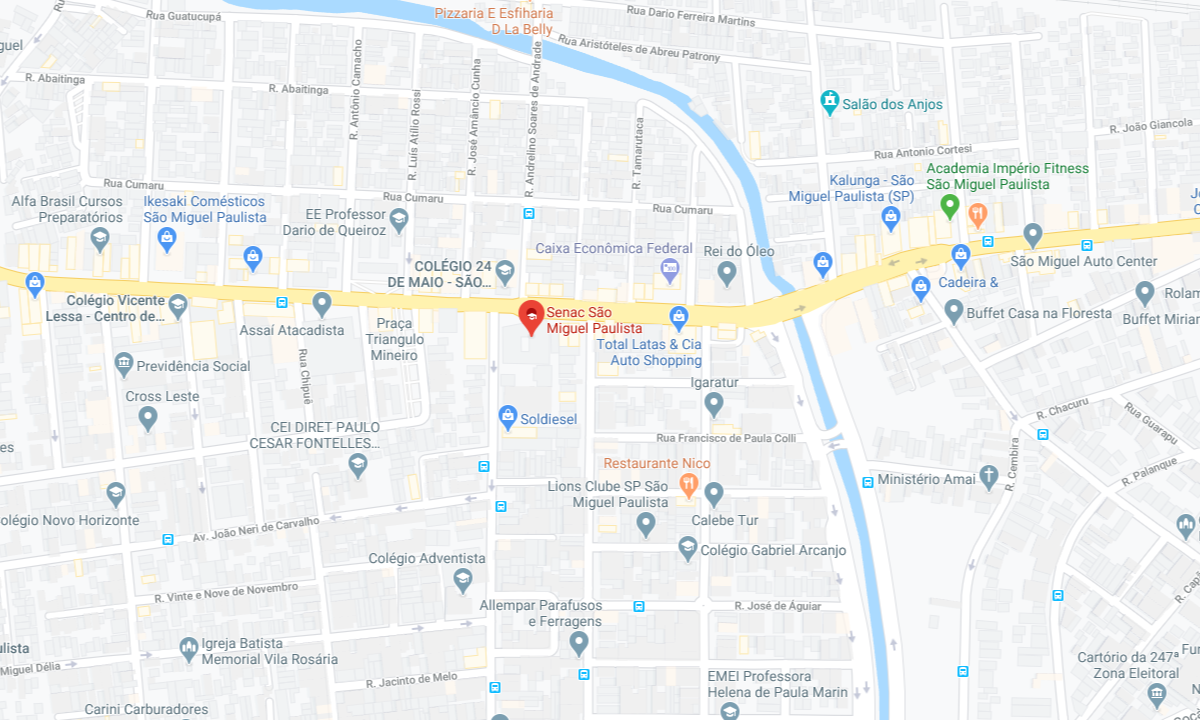 Rua Guatucupá
Pizzaria E Esfiharia
D La Belly
Rua Dario Ferreira Martins
Rua Aristóteles de Abreu Patrony
guel
R. Abaitinga
R. Abaitinga
R. Antônio Camacho
R. Luis Atílio Rossi
R. José Amâncio Cunha
R. Andrelino Soares de Andrade
R. Tamarutaca
Salão dos Anjos
R. João Giancola
Rua Antonio Cortesi
Academia Império Fitness
São Miguel Paulista
Kalunga - São
Miguel Paulista (SP)
Rua Cumaru
Rua Cumaru
Rua Cumaru
Alfa Brasil Cursos
Preparatórios
Ikesaki Comésticos
São Miguel Paulista
EE Professor
Dario de Queiroz
Caixa Econômica Federal
Rei do Óleo
São Miguel Auto Center
COLÉGIO 24
DE MAIO - SÃO...
Cadeira &
Colégio Vicente
Lessa - Centro de...
Assaí Atacadista
Praça
Triangulo
Mineiro
Senac São
Miguel Paulista
Total Latas & Cia
Auto Shopping
Buffet Casa na Floresta
Rolam
Buffet Mirian
Rua Chipuê
Previdência Social
Cross Leste
Igaratur
Soldiesel
R. Chacuru
Rua Guarapu
CEI DIRET PAULO
CESAR FONTELLES...
Rua Francisco de Paula Colli
R. Cembira
R. Palanque
Restaurante Nico
Lions Clube SP São
Miguel Paulista
Ministério Amai
Calebe Tur
olégio Novo Horizonte
Av. João Neri de Carvalho
Colégio Adventista
Colégio Gabriel Arcanjo
R. Vinte e Nove de Novembro
Allempar Parafusos
e Ferragens
R. José de Águiar
Igreja Batista
Memorial Vila Rosária
ulista
Miguel Délia
R. Jacinto de Melo
EMEI Professora
Helena de Paula Marin
Cartório da 247ª
Zona Eleitoral
Carini Carburadores